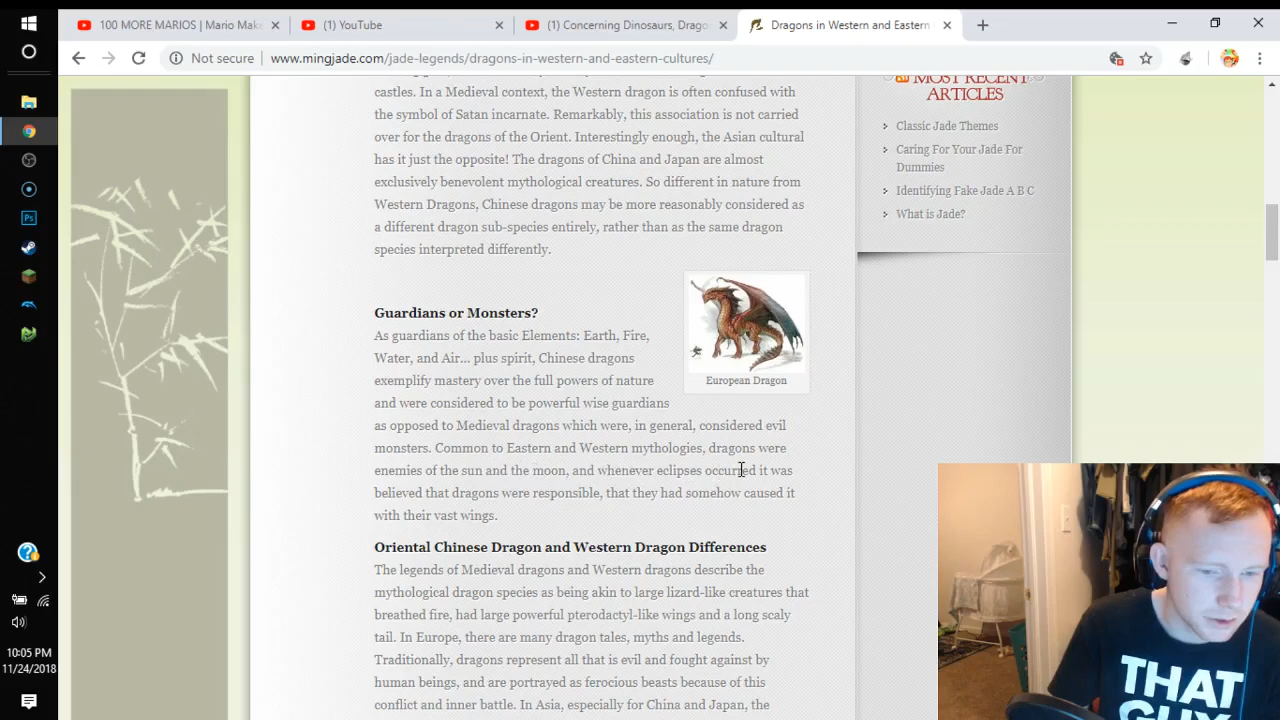 100 MORE MARIOS | Mario Make
(1) YouTube
(1) Concerning Dinosaurs, Drago
Dragons in Western and Eastern
Not secure
www.mingjade.com/jade-legends/dragons-in-western-and-eastern-cultures/
castles. In a Medieval context, the Western dragon is often confused with
the symbol of Satan incarnate. Remarkably, this association is not carried
over for the dragons of the Orient. Interestingly enough, the Asian cultural
has it just the opposite! The dragons of China and Japan are almost
exclusively benevolent mythological creatures. So different in nature from
Western Dragons, Chinese dragons may be more reasonably considered as
a different dragon sub-species entirely, rather than as the same dragon
species interpreted differently.
Guardians or Monsters?
As guardians of the basic Elements: Earth, Fire,
Water, and Air... plus spirit, Chinese dragons
exemplify mastery over the full powers of nature
and were considered to be powerful wise guardians
as opposed to Medieval dragons which were, in general, considered evil
monsters. Common to Eastern and Western mythologies, dragons were
enemies of the sun and the moon, and whenever eclipses occurred it was
believed that dragons were responsible, that they had somehow caused it
with their vast wings.
European Dragon
Oriental Chinese Dragon and Western Dragon Differences
The legends of Medieval dragons and Western dragons describe the
mythological dragon species as being akin to large lizard-like creatures that
breathed fire, had large powerful pterodactyl-like wings and a long scaly
tail. In Europe, there are many dragon tales, myths and legends.
Traditionally, dragons represent all that is evil and fought against by
human beings, and are portrayed as ferocious beasts because of this
conflict and inner battle. In Asia, especially for China and Japan, the
MOST RECENT
ARTICLES
Classic Jade Themes
Caring For Your Jade For
Dummies
Identifying Fake Jade A B C
What is Jade?
Ps
10:05 PM
11/24/2018
THAT
GUY